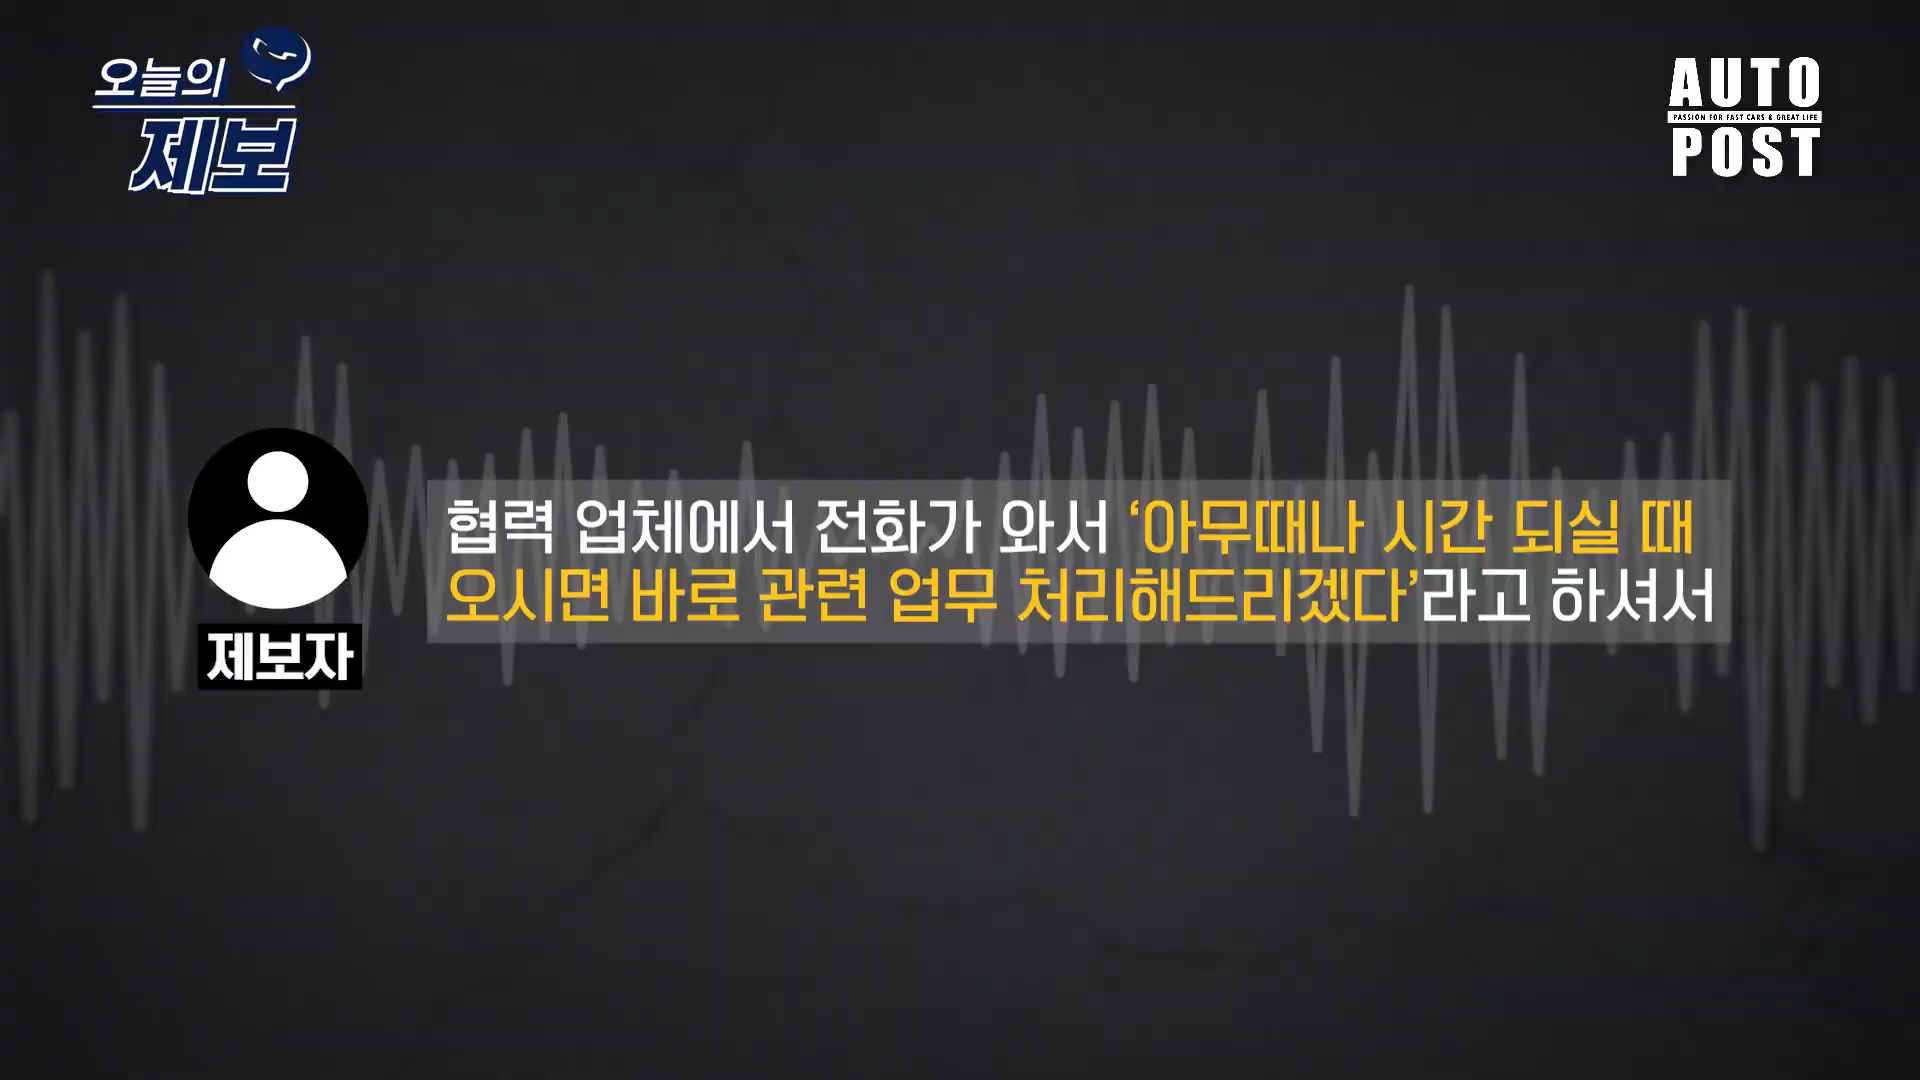 오늘의
제보
AUTO
PASSION FOR FAST CARS & GREAT LIFE
POST
협력 업체에서 전화가 와서 ‘아무때나 시간 되실 때
오시면 바로 관련 업무 처리해드리겠다’라고 하셔서
제보자